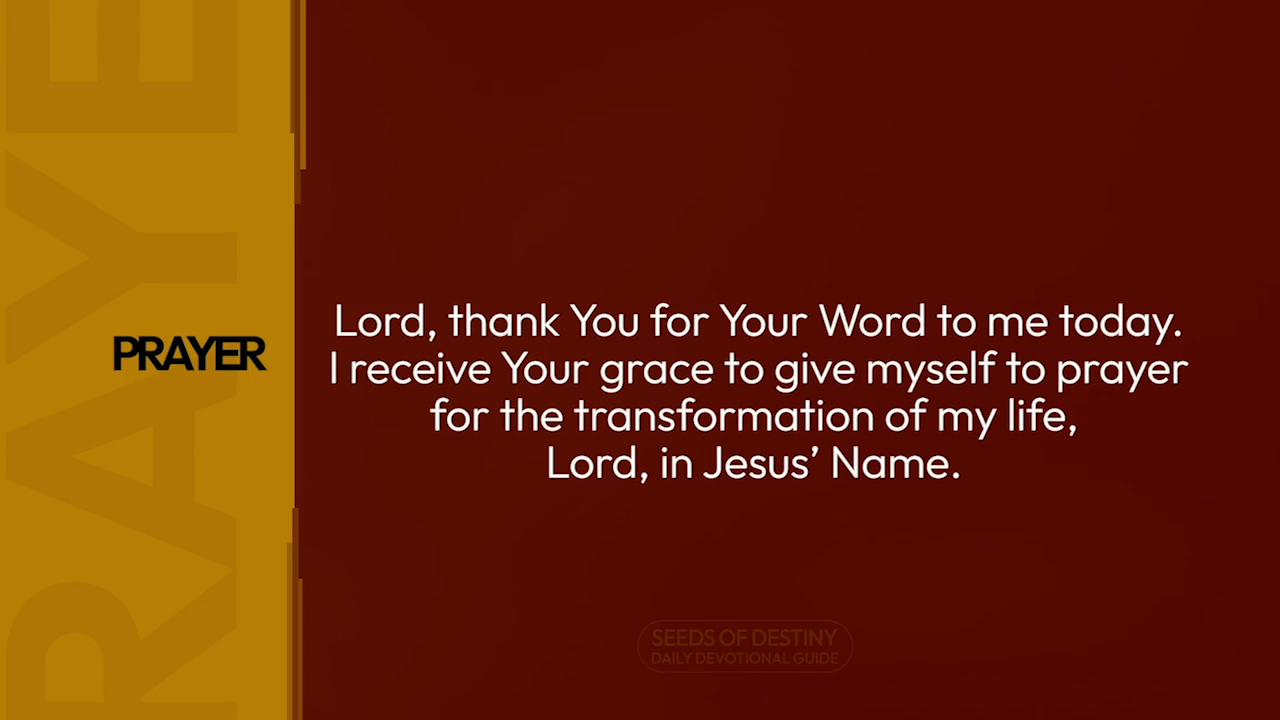 PRAYER
PRAYE
Lord, thank You for Your Word to me today.
I receive Your grace to give myself to prayer
for the transformation of my life,
Lord, in Jesus’ Name.
SEEDS OF DESTINY
DAILY DEVOTIONAL GUIDE